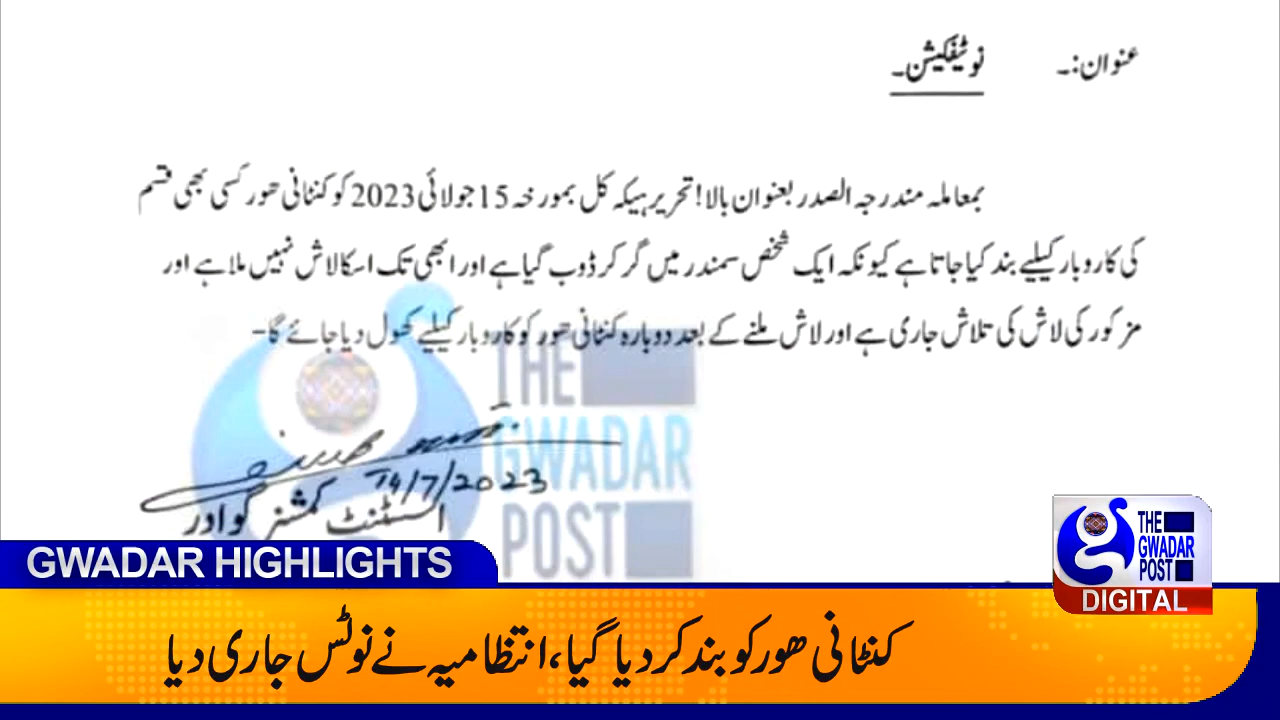 عنوان:۔ نوٹیفکیشن۔
بمعاملہ مندرجہ الصدر بعنوان بالا! تحریر ہیکہ کل بمورخہ 15 جولائی 2023 کو کنٹانی ھور کسی بھی قسم
کی کاروبار کیلیے بند کیا جاتا ہے کیونکہ ایک شخص سمندر میں گر کر ڈوب گیا ہے اور ابھی تک اسکا لاش نہیں ملا ہے اور
مزکور کی لاش کی تلاش جاری ہے اور لاش ملنے کے بعد دوبارہ کنٹانی ھور کو کاروبار کیلیے کھول دیا جائے گا-
14/7/2023
اسسٹنٹ کمشنر گوادر
THE
GWADAR
POST
GWADAR HIGHLIGHTS
THE
GWADAR
POST
DIGITAL
کنٹانی ھور کو بند کر دیا گیا، انتظامیہ نے نوٹس جاری دیا